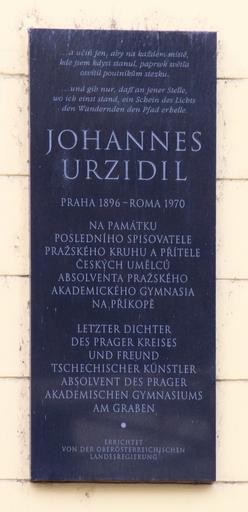 ...a učiň jen, aby na každém místě,
kde jsem kdysi stanul, paprsek světla
osvítil poutníkům stezku.
...und gib nur, daß an jener Stelle,
wo ich einst stand, ein Schein des Lichts
den Wandernden den Pfad erhelle.
JOHANNES
URZIDIL
PRAHA 1896 – ROMA 1970
NA PAMÁTKU
POSLEDNÍHO SPISOVATELE
PRAŽSKÉHO KRUHU A PŘÍTELE
ČESKÝCH UMĚLCŮ
ABSOLVENTA PRAŽSKÉHO
AKADEMICKÉHO GYMNASIA
NA PŘÍKOPĚ
LETZTER DICHTER
DES PRAGER KREISES
UND FREUND
TSCHECHISCHER KÜNSTLER
ABSOLVENT DES PRAGER
AKADEMISCHEN GYMNASIUMS
AM GRABEN
ERRICHTET
VON DER OBERÖSTERREICHISCHEN
LANDESREGIERUNG